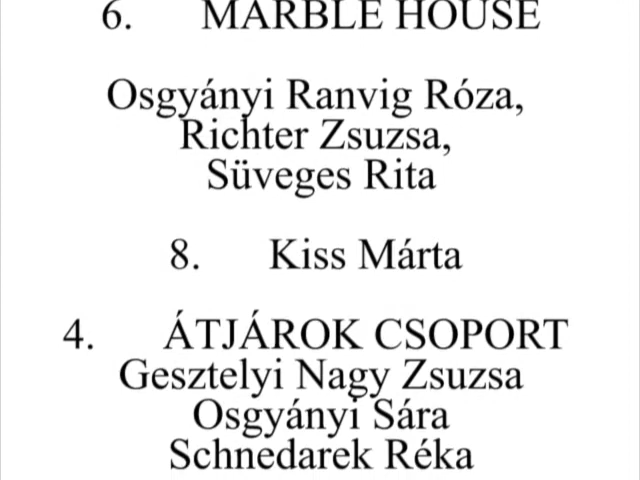 6. MARBLE HOUSE
Osgyányi Ranvig Róza,
Richter Zsuzsa,
Süveges Rita
8. Kiss Márta
4. ÁTJÁROK CSOPORT
Gesztelyi Nagy Zsuzsa
Osgyányi Sára
Schnedarek Réka